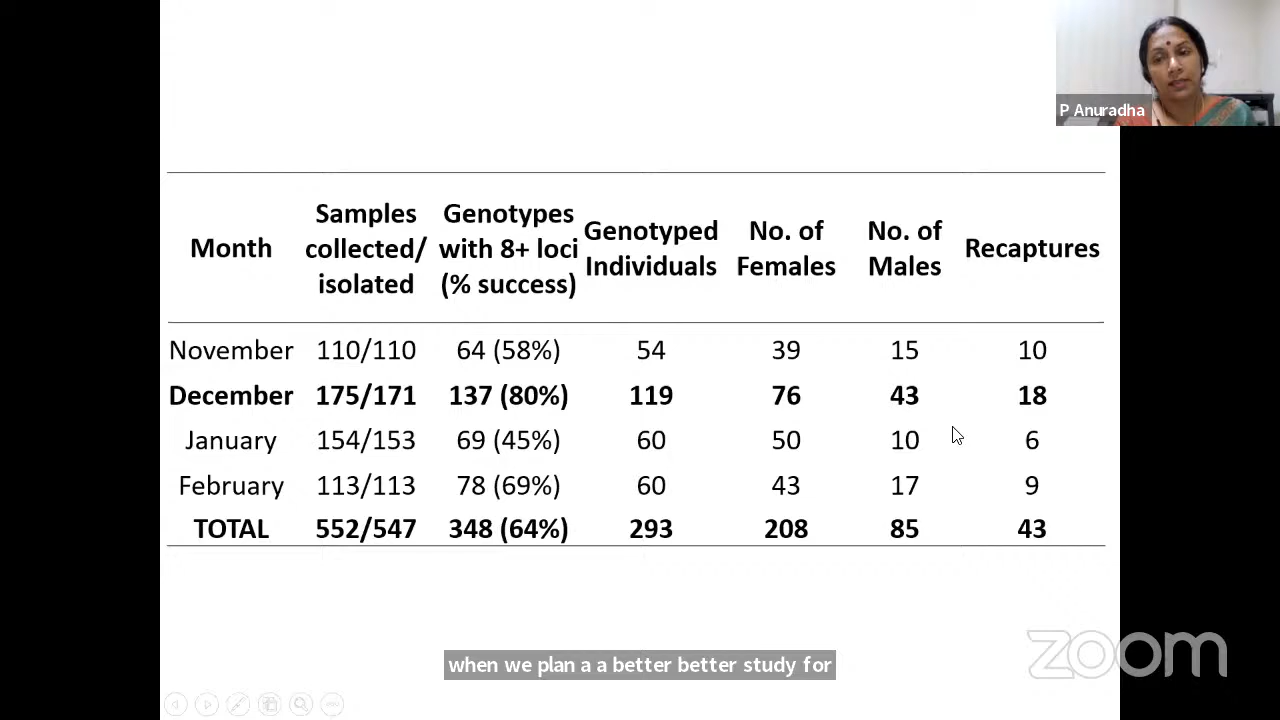 P Anuradha
Month Samples collected/ isolated Genotypes with 8+ loci (% success) Genotyped Individuals No. of Females No. of Males Recaptures
November 110/110 64 (58%) 54 39 15 10
December 175/171 137 (80%) 119 76 43 18
January 154/153 69 (45%) 60 50 10 6
February 113/113 78 (69%) 60 43 17 9
TOTAL 552/547 348 (64%) 293 208 85 43
when we plan a a better better study for
zoom